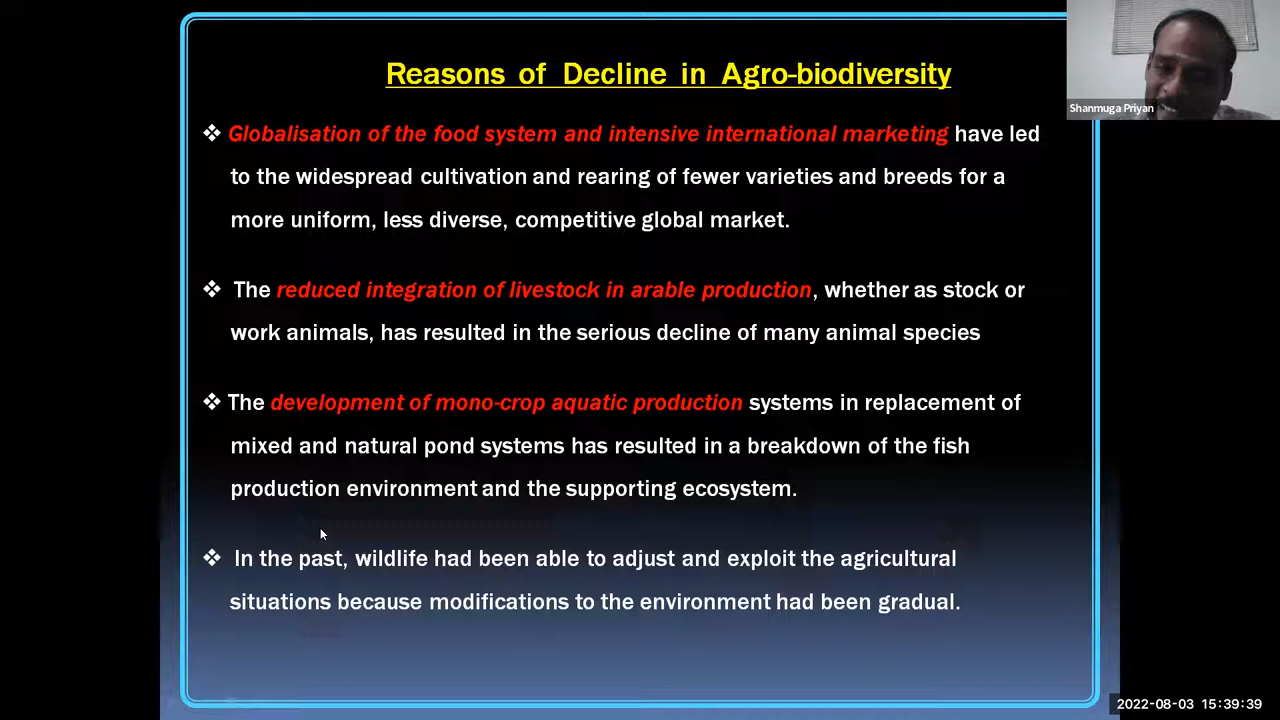 Reasons of Decline in Agro-biodiversity
Shanmuga Priyan
❖ Globalisation of the food system and intensive international marketing have led
to the widespread cultivation and rearing of fewer varieties and breeds for a
more uniform, less diverse, competitive global market.
❖ The reduced integration of livestock in arable production, whether as stock or
work animals, has resulted in the serious decline of many animal species
❖ The development of mono-crop aquatic production systems in replacement of
mixed and natural pond systems has resulted in a breakdown of the fish
production environment and the supporting ecosystem.
❖ In the past, wildlife had been able to adjust and exploit the agricultural
situations because modifications to the environment had been gradual.
2022-08-03 15:39:39